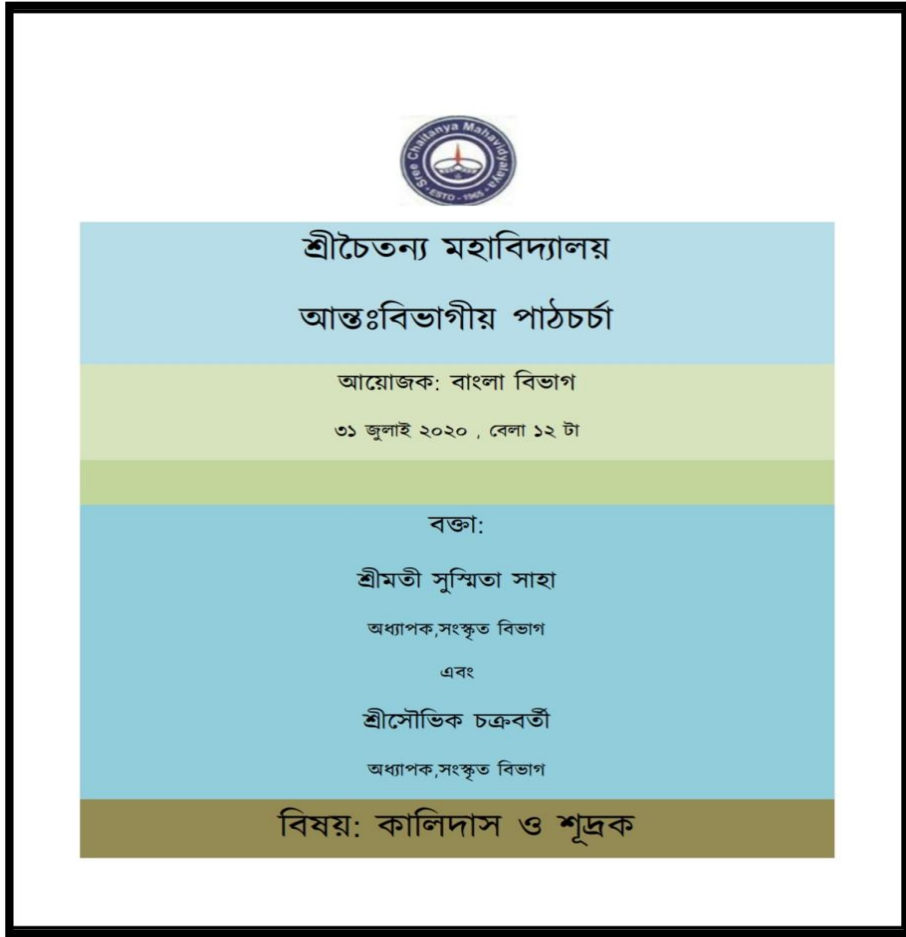 Sree Chaitanya Mahavidyalaya
ESTD - 1965
শ্রীচৈতন্য মহাবিদ্যালয়
আন্তঃবিভাগীয় পাঠচর্চা
আয়োজক: বাংলা বিভাগ
৩১ জুলাই ২০২০ , বেলা ১২ টা
বক্তা:
শ্রীমতী সুস্মিতা সাহা
অধ্যাপক,সংস্কৃত বিভাগ
এবং
শ্রীসৌভিক চক্রবর্তী
অধ্যাপক,সংস্কৃত বিভাগ
বিষয়: কালিদাস ও শূদ্রক